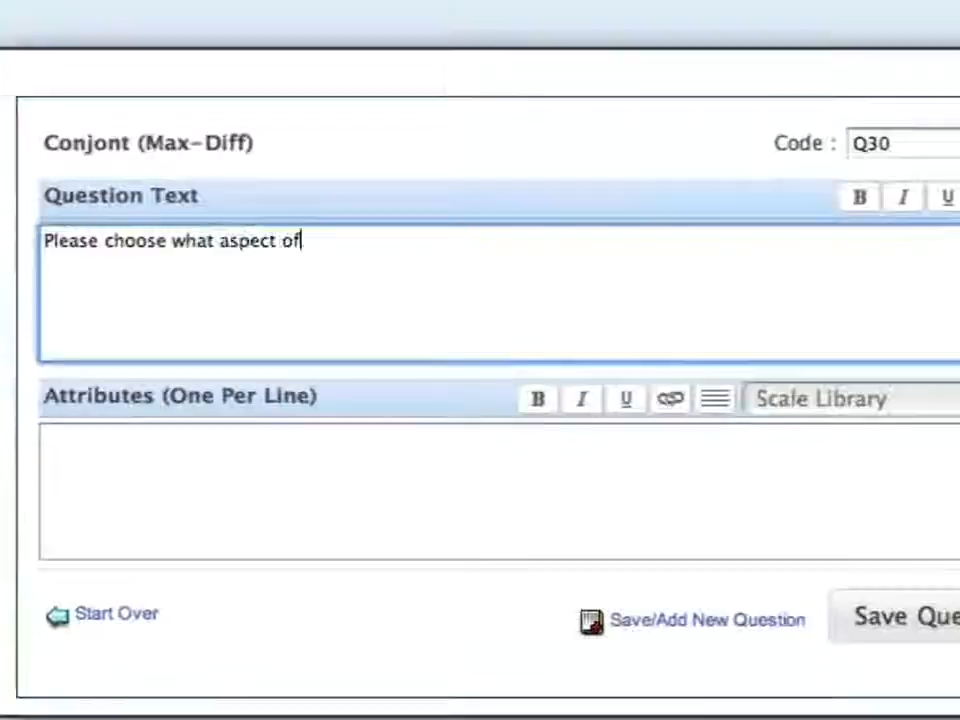 Conjont (Max-Diff) Code : Q30
Question Text B I U
Please choose what aspect of
Attributes (One Per Line) B I U Scale Library
Start Over Save/Add New Question Save Que